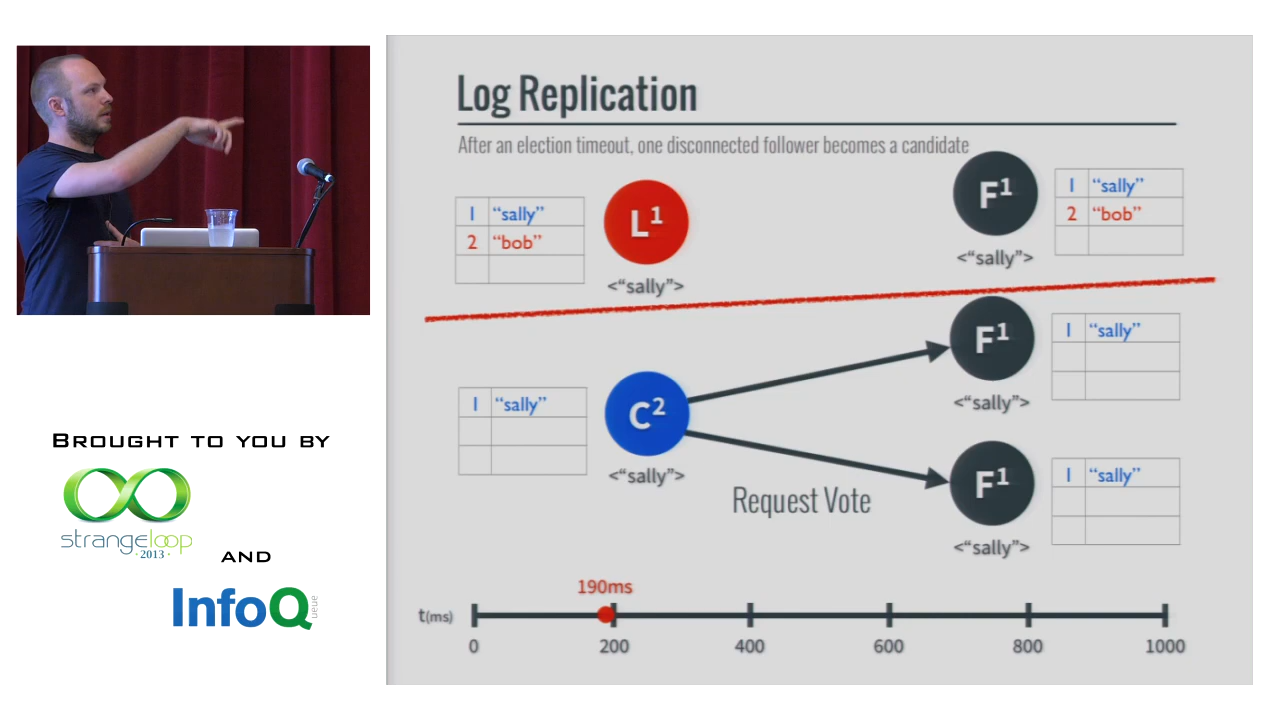 Log Replication
After an election timeout, one disconnected follower becomes a candidate
1 “sally”
2 “bob”
L1
<“sally”>
F1
<“sally”>
1 “sally”
2 “bob”
1 “sally”
C2
<“sally”>
F1
<“sally”>
1 “sally”
Request Vote
F1
<“sally”>
1 “sally”
190ms
t(ms)
0 200 400 600 800 1000
BROUGHT TO YOU BY
strangeloop
·2013·
AND
InfoQ